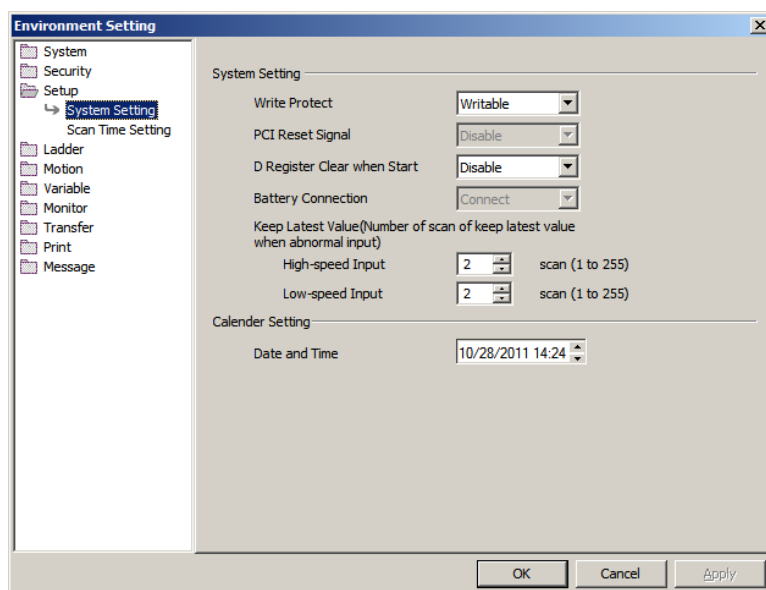 Environment Setting
System
Security
Setup
System Setting
Scan Time Setting
Ladder
Motion
Variable
Monitor
Transfer
Print
Message
System Setting
Write Protect Writable
PCI Reset Signal Disable
D Register Clear when Start Disable
Battery Connection Connect
Keep Latest Value(Number of scan of keep latest value
when abnormal input)
High-speed Input 2 scan (1 to 255)
Low-speed Input 2 scan (1 to 255)
Calender Setting
Date and Time 10/28/2011 14:24
OK Cancel Apply